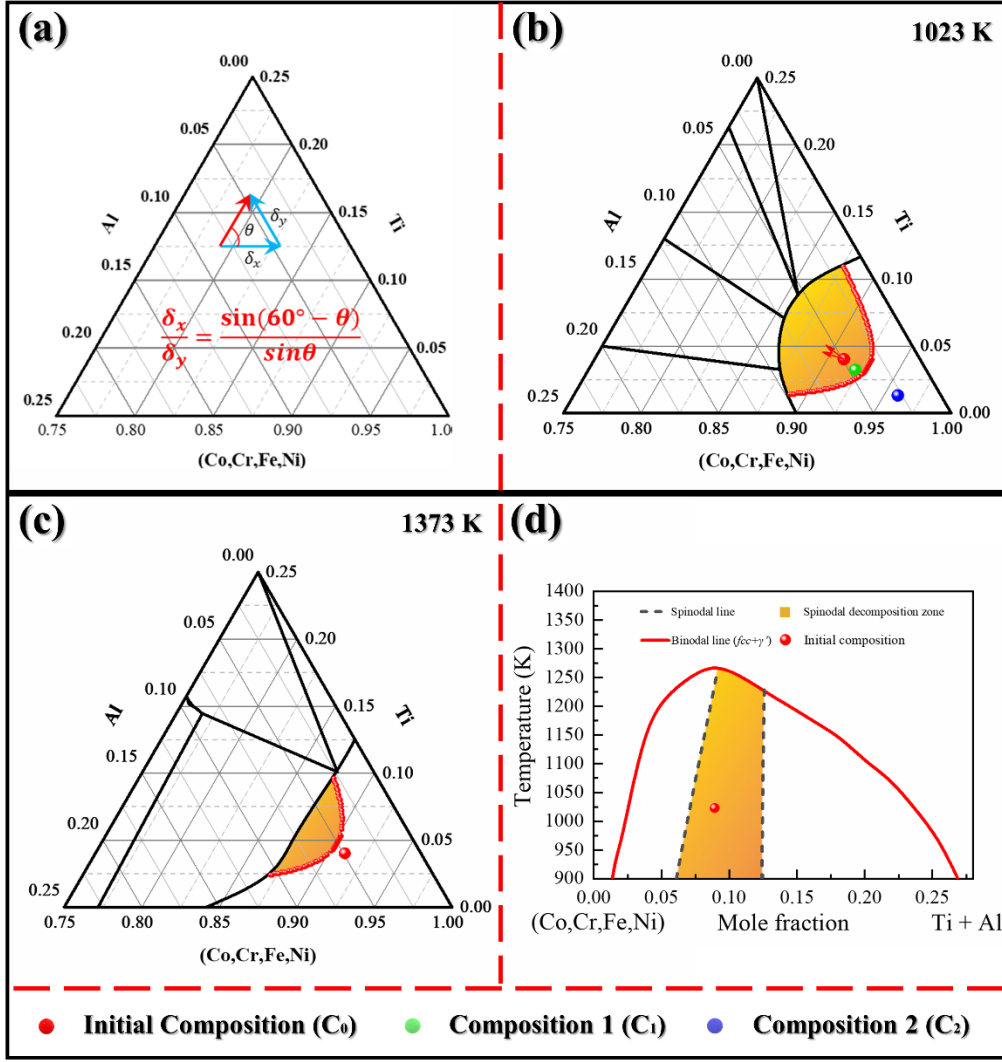 (a)
0.00
0.25
0.05
0.20
0.10
0.15
Al
Ti
δy
θ
δx
0.15
0.10
δx/δy = sin(60° − θ)/sinθ
0.20
0.05
0.25
0.75
0.80
0.85
0.90
0.95
1.00
(Co,Cr,Fe,Ni)
(b)
1023 K
0.00
0.25
0.05
0.20
0.10
0.15
Al
Ti
0.15
0.10
0.20
0.05
0.25
0.00
0.75
0.80
0.85
0.90
0.95
1.00
(Co,Cr,Fe,Ni)
(c)
1373 K
0.00
0.25
0.05
0.20
0.10
0.15
Al
Ti
0.15
0.10
0.20
0.05
0.25
0.00
0.75
0.80
0.85
0.90
0.95
1.00
(Co,Cr,Fe,Ni)
(d)
Temperature (K)
1400
1350
1300
1250
1200
1150
1100
1050
1000
950
900
Spinodal line
Spinodal decomposition zone
Binodal line (fcc+γ')
Initial composition
0.00
0.05
0.10
0.15
0.20
0.25
(Co,Cr,Fe,Ni)
Mole fraction
Ti + Al
Initial Composition (C₀)
Composition 1 (C₁)
Composition 2 (C₂)